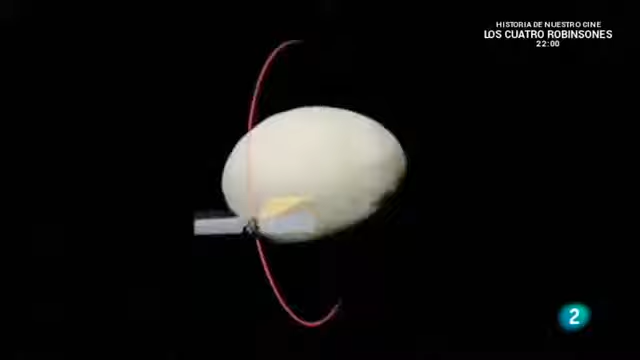 HISTORIA DE NUESTRO CINE
LOS CUATRO ROBINSONES
22:00
2